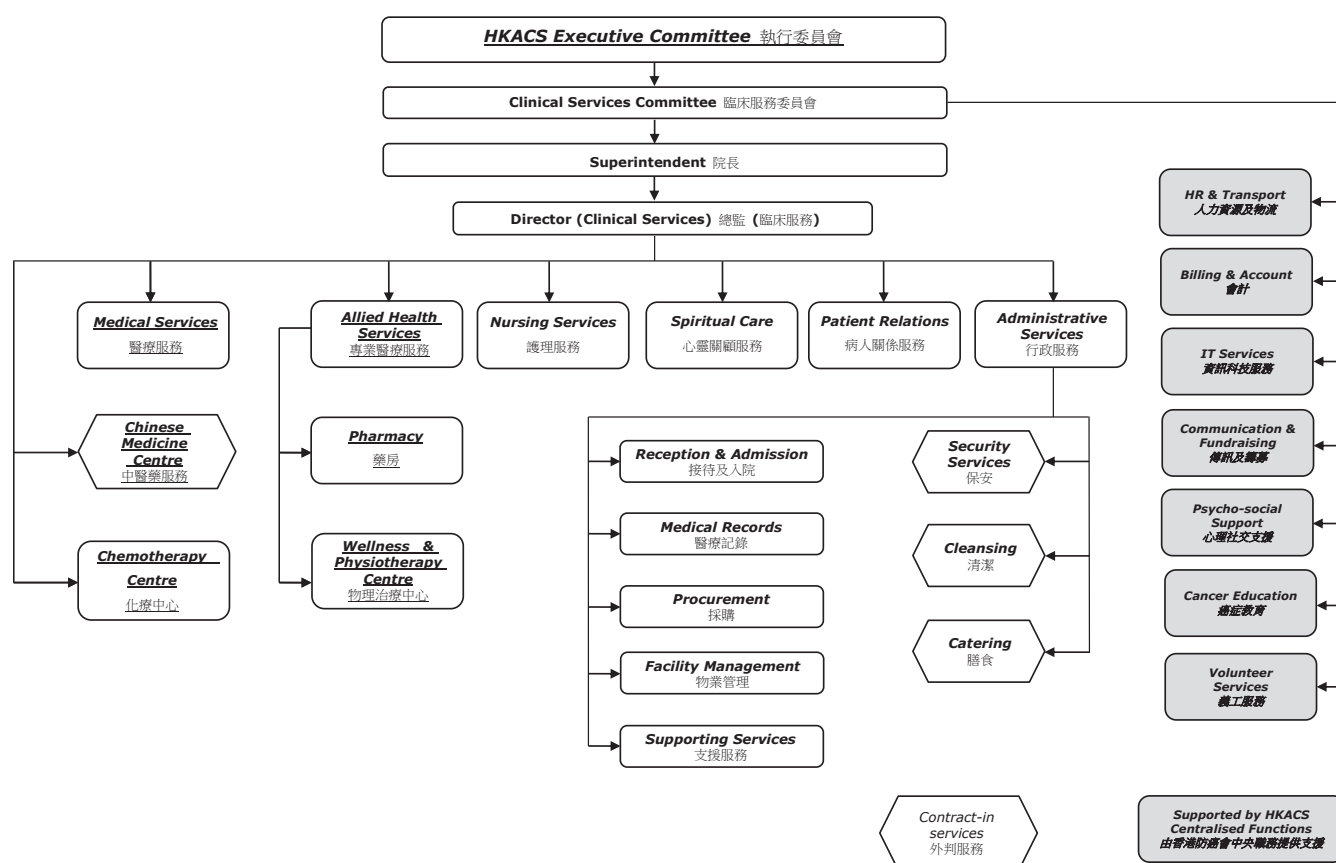 HKACS Executive Committee 執行委員會
Clinical Services Committee 臨床服務委員會
Superintendent 院長
Director (Clinical Services) 總監 (臨床服務)
Medical Services
醫療服務
Allied Health
Services
專業醫療服務
Nursing Services
護理服務
Spiritual Care
心靈關顧服務
Patient Relations
病人關係服務
Administrative
Services
行政服務
Chinese
Medicine
Centre
中醫藥服務
Pharmacy
藥房
Chemotherapy
Centre
化療中心
Wellness &
Physiotherapy
Centre
物理治療中心
Reception & Admission
接待及入院
Medical Records
醫療記錄
Procurement
採購
Facility Management
物業管理
Supporting Services
支援服務
Security
Services
保安
Cleansing
清潔
Catering
膳食
HR & Transport
人力資源及物流
Billing & Account
會計
IT Services
資訊科技服務
Communication &
Fundraising
傳訊及籌募
Psycho-social
Support
心理社交支援
Cancer Education
癌症教育
Volunteer
Services
義工服務
Contract-in
services
外判服務
Supported by HKACS
Centralised Functions
由香港防癌會中央職務提供支援